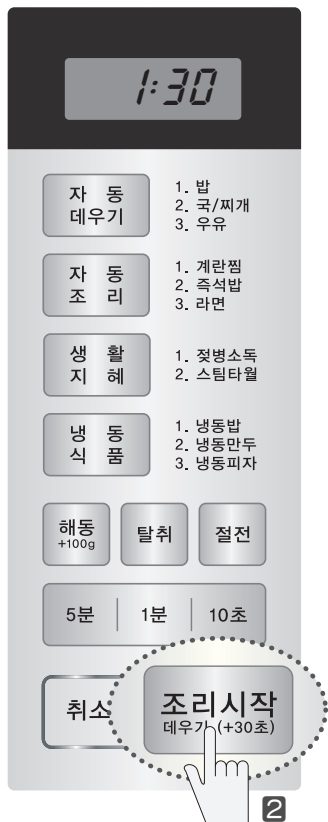 1:30
자 동
데우기
1. 밥
2. 국/찌개
3. 우유
자 동
조 리
1. 계란찜
2. 즉석밥
3. 라면
생 활
지 혜
1. 젖병소독
2. 스팀타월
냉 동
식 품
1. 냉동밥
2. 냉동만두
3. 냉동피자
해동
+100g
탈취
절전
5분
1분
10초
취소
조리시작
데우기 (+30초)
2